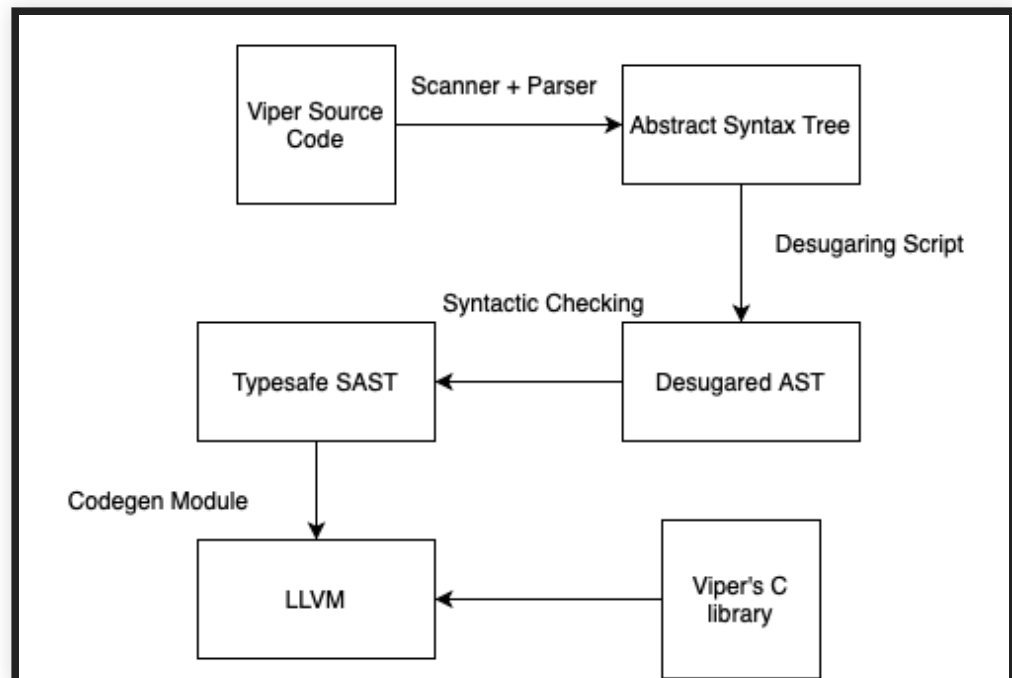 Scanner + Parser
Viper Source
Code
Abstract Syntax Tree
Desugaring Script
Syntactic Checking
Typesafe SAST
Desugared AST
Codegen Module
LLVM
Viper's C
library